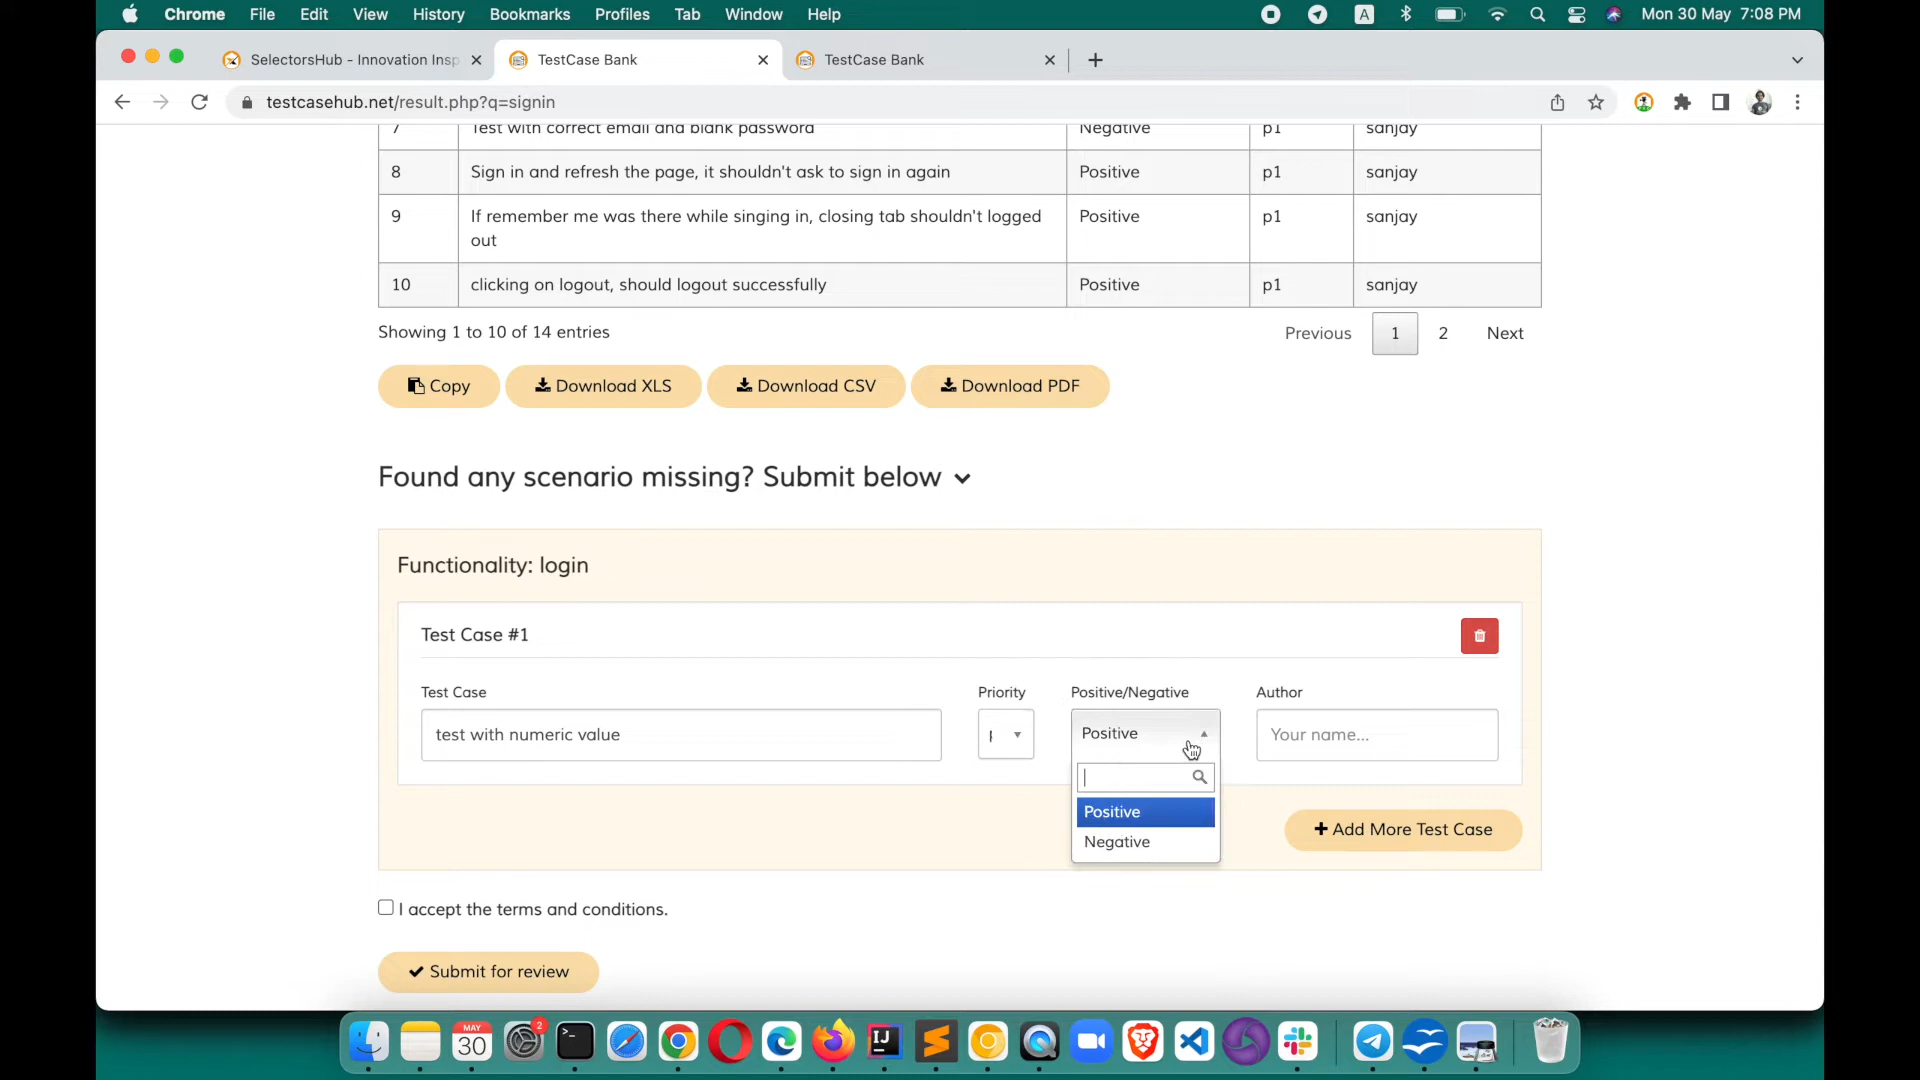 Chrome File Edit View History Bookmarks Profiles Tab Window Help A Mon 30 May 7:08 PM
SelectorsHub - Innovation Insp TestCase Bank TestCase Bank
testcasehub.net/result.php?q=signin
7 Test with correct email and blank password Negative p1 sanjay
8 Sign in and refresh the page, it shouldn't ask to sign in again Positive p1 sanjay
9 If remember me was there while singing in, closing tab shouldn't logged Positive p1 sanjay
out
10 clicking on logout, should logout successfully Positive p1 sanjay
Showing 1 to 10 of 14 entries Previous 1 2 Next
Copy Download XLS Download CSV Download PDF
Found any scenario missing? Submit below
Functionality: login
Test Case #1
Test Case Priority Positive/Negative Author
test with numeric value Positive Your name...
Positive
Negative
Add More Test Case
I accept the terms and conditions.
Submit for review
MAY
30
2
IJ